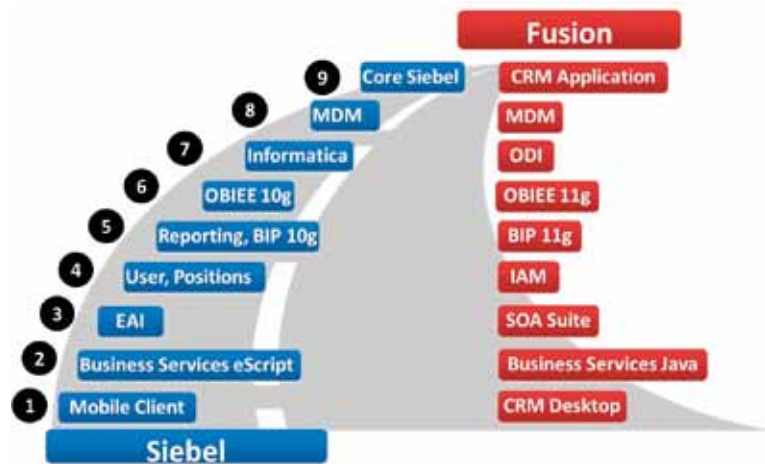 Fusion
9 Core Siebel CRM Application
8 MDM MDM
7 Informatica ODI
6 OBIEE 10g OBIEE 11g
5 Reporting, BIP 10g BIP 11g
4 User, Positions IAM
3 EAI SOA Suite
2 Business Services eScript Business Services Java
1 Mobile Client CRM Desktop
Siebel